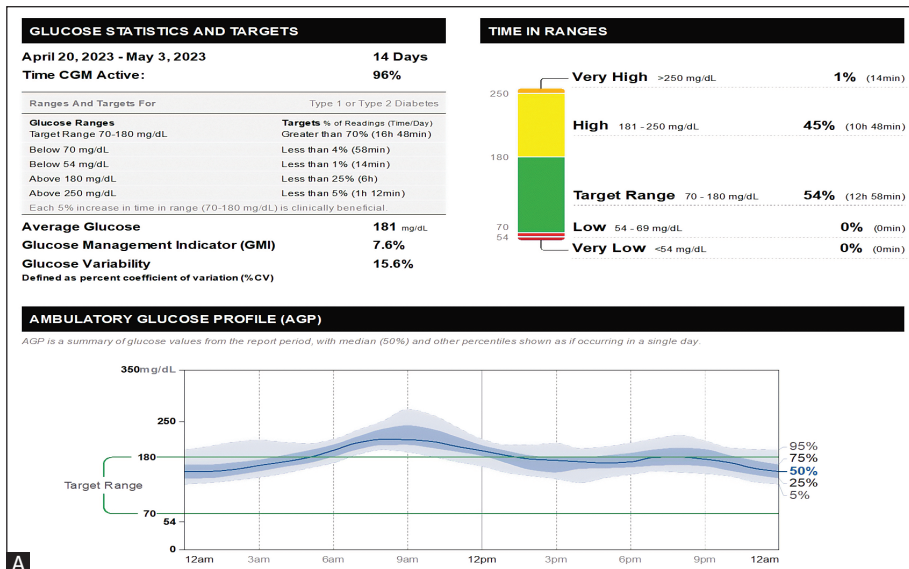 GLUCOSE STATISTICS AND TARGETS
April 20, 2023 - May 3, 2023 14 Days
Time CGM Active: 96%
Ranges And Targets For Type 1 or Type 2 Diabetes
Glucose Ranges Targets % of Readings (Time/Day)
Target Range 70-180 mg/dL Greater than 70% (16h 48min)
Below 70 mg/dL Less than 4% (58min)
Below 54 mg/dL Less than 1% (14min)
Above 180 mg/dL Less than 25% (6h)
Above 250 mg/dL Less than 5% (1h 12min)
Each 5% increase in time in range (70-180 mg/dL) is clinically beneficial.
Average Glucose 181 mg/dL
Glucose Management Indicator (GMI) 7.6%
Glucose Variability 15.6%
Defined as percent coefficient of variation (%CV)
TIME IN RANGES
Very High >250 mg/dL 1% (14min)
250
High 181 - 250 mg/dL 45% (10h 48min)
180
Target Range 70 - 180 mg/dL 54% (12h 58min)
70
Low 54 - 69 mg/dL 0% (0min)
54
Very Low <54 mg/dL 0% (0min)
AMBULATORY GLUCOSE PROFILE (AGP)
AGP is a summary of glucose values from the report period, with median (50%) and other percentiles shown as if occurring in a single day.
350mg/dL
250
180
Target Range
70
54
0
95%
75%
50%
25%
5%
12am 3am 6am 9am 12pm 3pm 6pm 9pm 12am
A